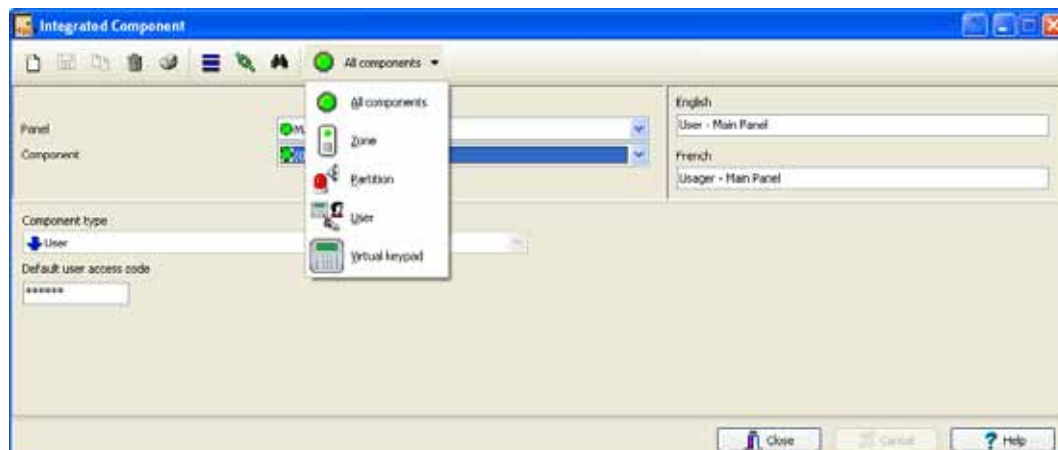 Integrated Component
All components
All components
Zone
Partition
User
Virtual keypad
Panel
Component
English
User - Main Panel
French
Usager - Main Panel
Component type
User
Default user access code
******
Close
Cancel
Help